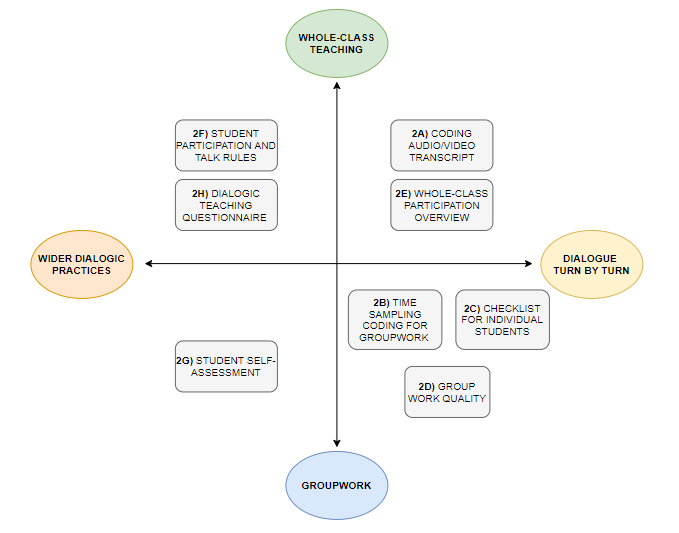 WHOLE-CLASS
TEACHING
2F) STUDENT
PARTICIPATION AND
TALK RULES
2A) CODING
AUDIO/VIDEO
TRANSCRIPT
2H) DIALOGIC
TEACHING
QUESTIONNAIRE
2E) WHOLE-CLASS
PARTICIPATION
OVERVIEW
WIDER DIALOGIC
PRACTICES
DIALOGUE
TURN BY TURN
2B) TIME
SAMPLING
CODING FOR
GROUPWORK
2C) CHECKLIST
FOR INDIVIDUAL
STUDENTS
2G) STUDENT SELF-
ASSESSMENT
2D) GROUP
WORK QUALITY
GROUPWORK